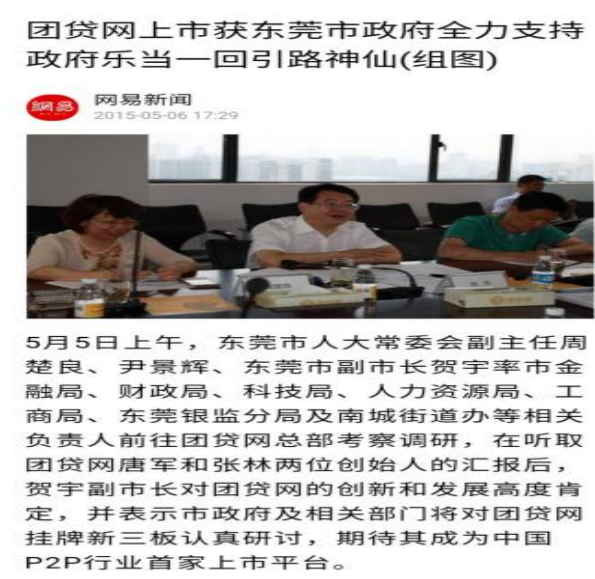 团贷网上市获东莞市政府全力支持
政府乐当一回引路神仙(组图)
網易
网易新闻
2015-05-06 17:29
5月5日上午，东莞市人大常委会副主任周
楚良、尹景辉、东莞市副市长贺宇率市金
融局、财政局、科技局、人力资源局、工
商局、东莞银监分局及南城街道办等相关
负责人前往团贷网总部考察调研，在听取
团贷网唐军和张林两位创始人的汇报后，
贺宇副市长对团贷网的创新和发展高度肯
定，并表示市政府及相关部门将对团贷网
挂牌新三板认真研讨，期待其成为中国
P2P行业首家上市平台。